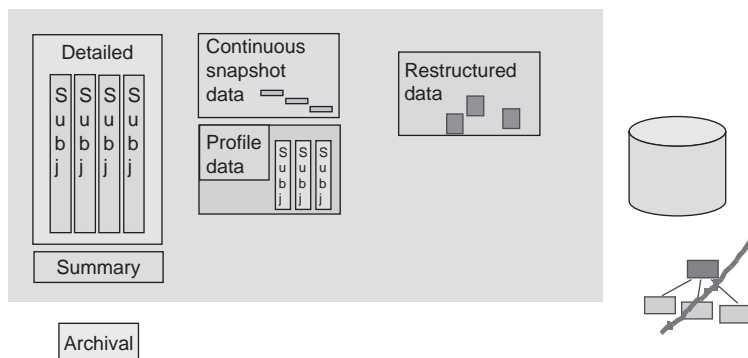 Detailed
S u b j
S u b j
S u b j
S u b j
Summary
Continuous
snapshot
data
Profile
data
S u b j
S u b j
S u b j
Restructured
data
Archival